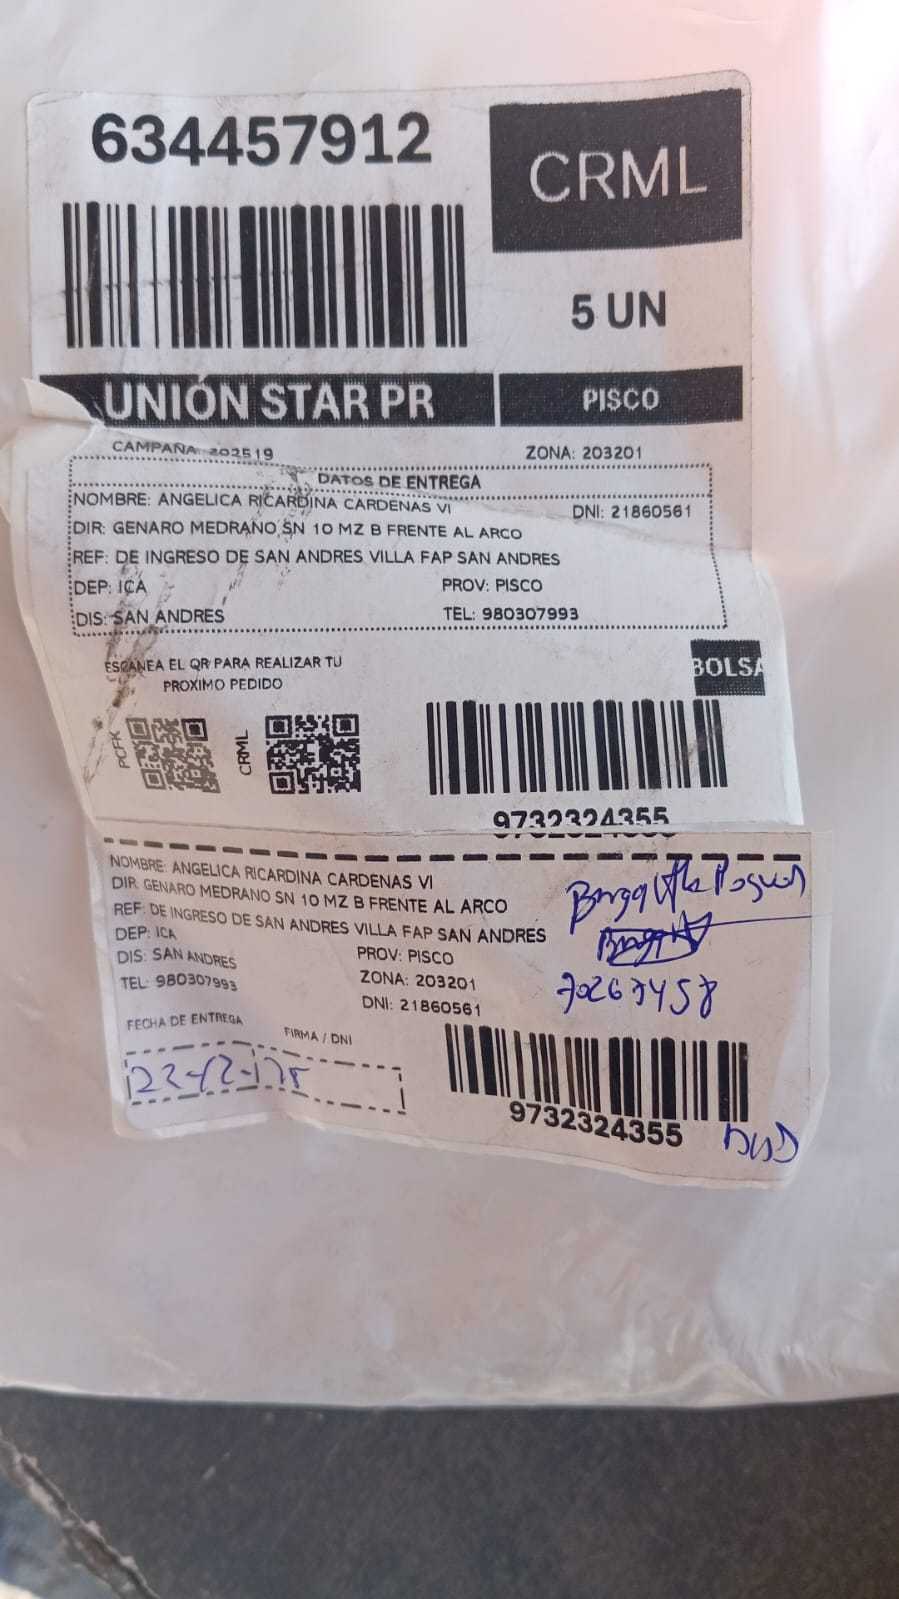 634457912
CRML
5 UN
UNIÓN STAR PR
PISCO
CAMPAÑA: 202519
ZONA: 203201
DATOS DE ENTREGA
NOMBRE: ANGELICA RICARDINA CARDENAS VI
DNI: 21860561
DIR: GENARO MEDRANO SN 10 MZ B FRENTE AL ARCO
REF: DE INGRESO DE SAN ANDRES VILLA FAP SAN ANDRES
DEP: ICA
PROV: PISCO
DIS: SAN ANDRES
TEL: 980307993
ESCANEA EL QR PARA REALIZAR TU
PROXIMO PEDIDO
BOLSA
PCFK
CRML
9732324355
NOMBRE: ANGELICA RICARDINA CARDENAS VI
DIR: GENARO MEDRANO SN 10 MZ B FRENTE AL ARCO
REF: DE INGRESO DE SAN ANDRES VILLA FAP SAN ANDRES
DEP: ICA
PROV: PISCO
DIS: SAN ANDRES
ZONA: 203201
TEL: 980307993
DNI: 21860561
70267458
FECHA DE ENTREGA
FIRMA / DNI
9732324355